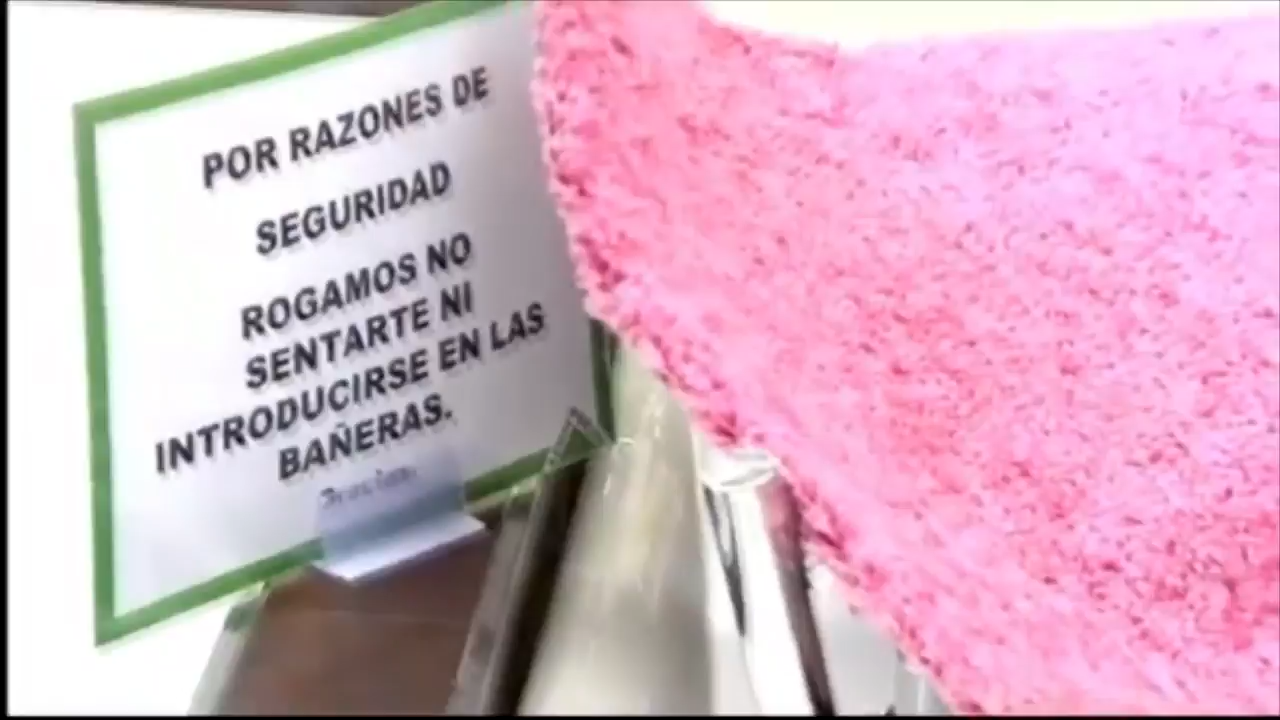 POR RAZONES DE
SEGURIDAD
ROGAMOS NO
SENTARTE NI
INTRODUCIRSE EN LAS
BAÑERAS.